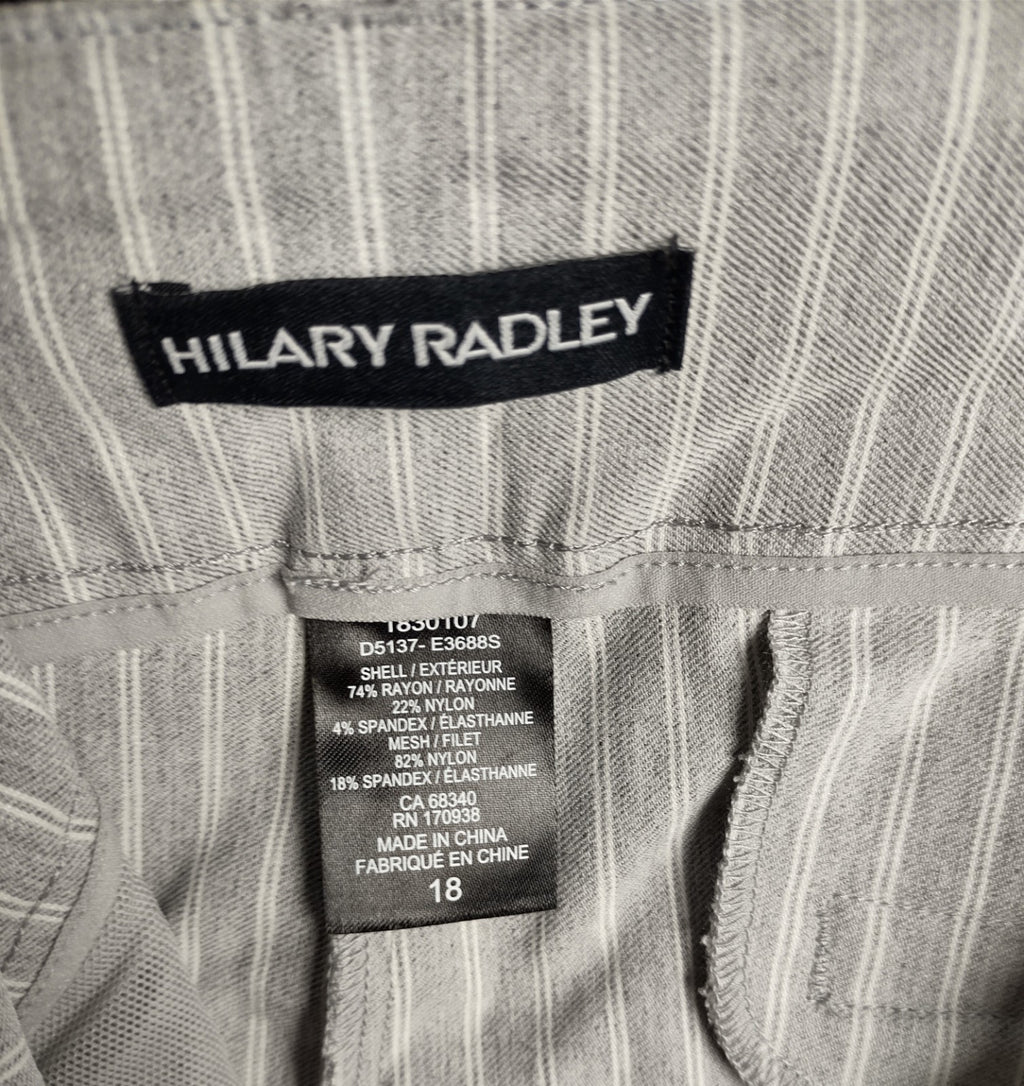 HILARY RADLEY
1830107
D5137- E3688S
SHELL / EXTÉRIEUR
74% RAYON / RAYONNE
22% NYLON
4% SPANDEX / ÉLASTHANNE
MESH / FILET
82% NYLON
18% SPANDEX / ÉLASTHANNE
CA 68340
RN 170938
MADE IN CHINA
FABRIQUÉ EN CHINE
18